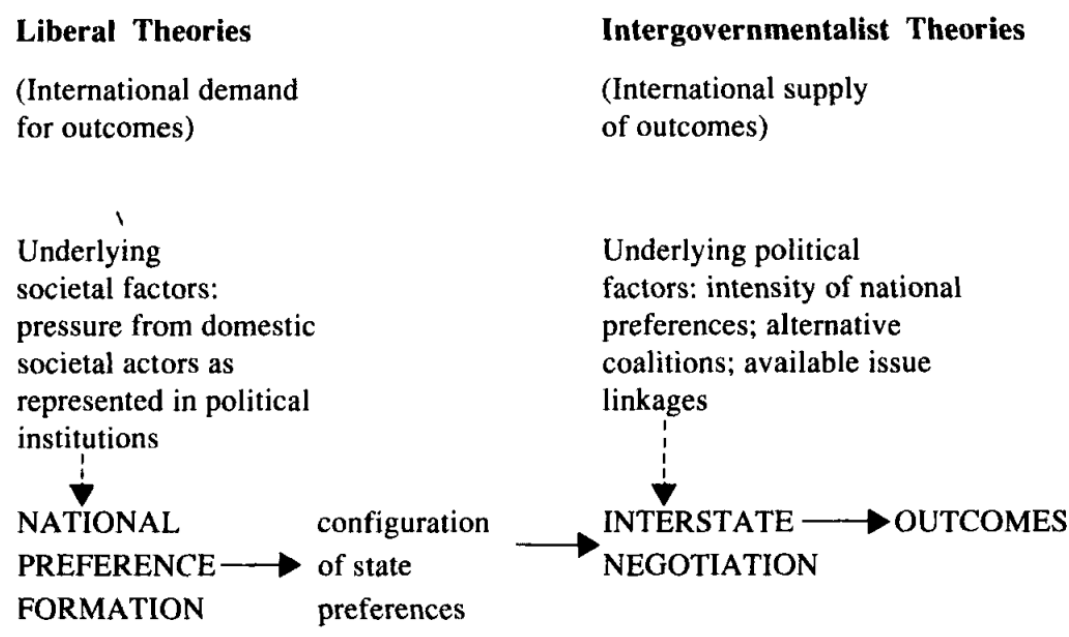 Liberal Theories
(International demand
for outcomes)
Intergovernmentalist Theories
(International supply
of outcomes)
Underlying
societal factors:
pressure from domestic
societal actors as
represented in political
institutions
Underlying political
factors: intensity of national
preferences; alternative
coalitions; available issue
linkages
NATIONAL
PREFERENCE
FORMATION
configuration
of state
preferences
INTERSTATE
NEGOTIATION
OUTCOMES